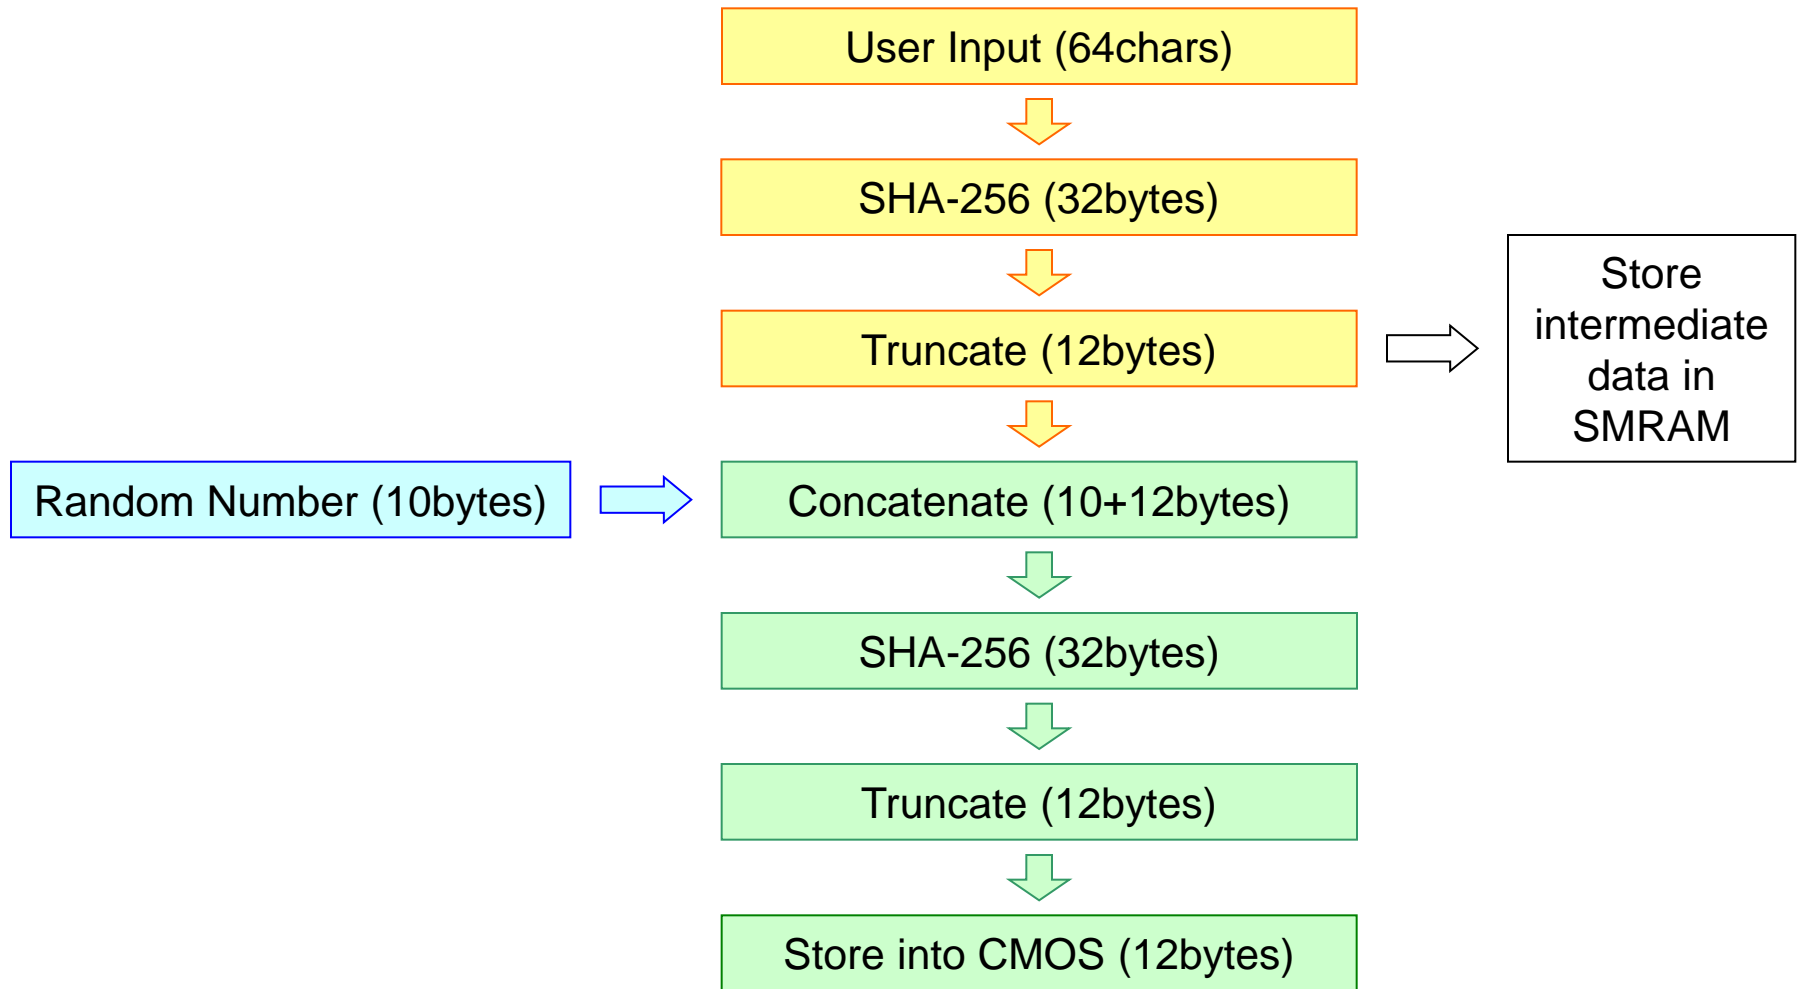 User Input (64chars)
SHA-256 (32bytes)
Truncate (12bytes)
Store
intermediate
data in
SMRAM
Random Number (10bytes)
Concatenate (10+12bytes)
SHA-256 (32bytes)
Truncate (12bytes)
Store into CMOS (12bytes)